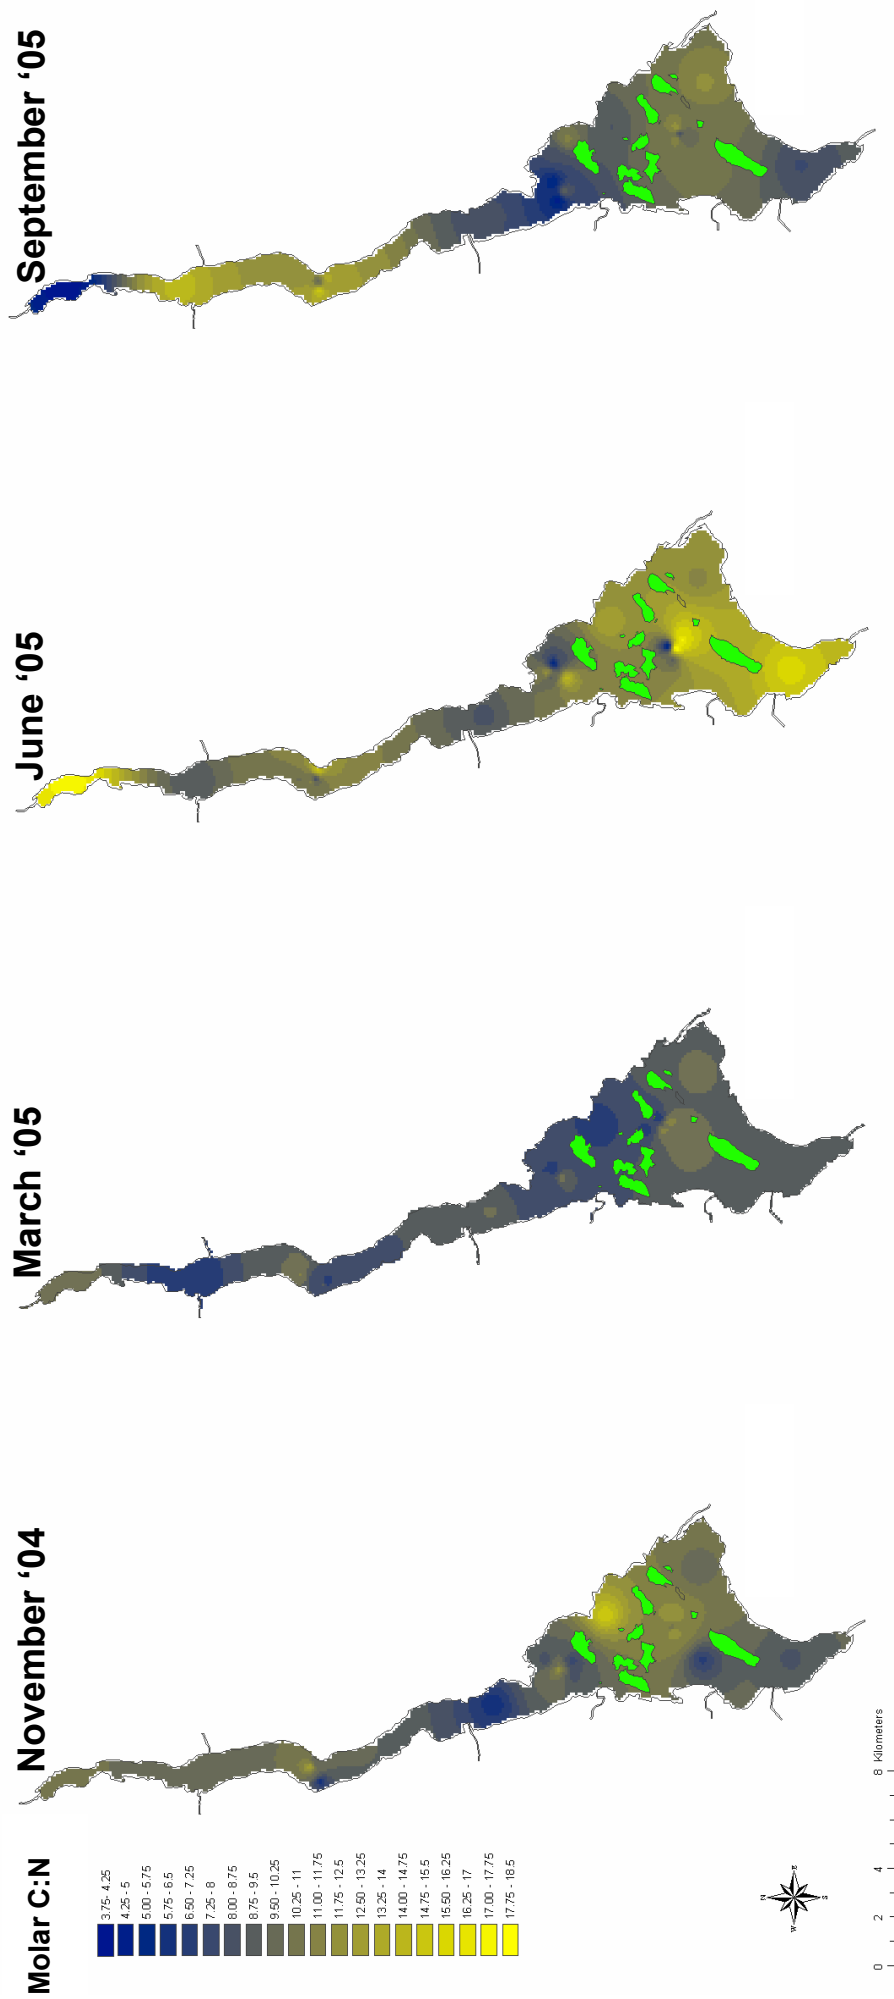 Molar C:N
3.75- 4.25
4.25 - 5
5.00 - 5.75
5.75 - 6.5
6.50 - 7.25
7.25 - 8
8.00 - 8.75
8.75 - 9.5
9.50 - 10.25
10.25 - 11
11.00 - 11.75
11.75 - 12.5
12.50 - 13.25
13.25 - 14
14.00 - 14.75
14.75 - 15.5
15.50 - 16.25
16.25 - 17
17.00 - 17.75
17.75 - 18.5
November ‘04
March ‘05
June ‘05
September ‘05
N
W
E
S
0 2 4 8 Kilometers